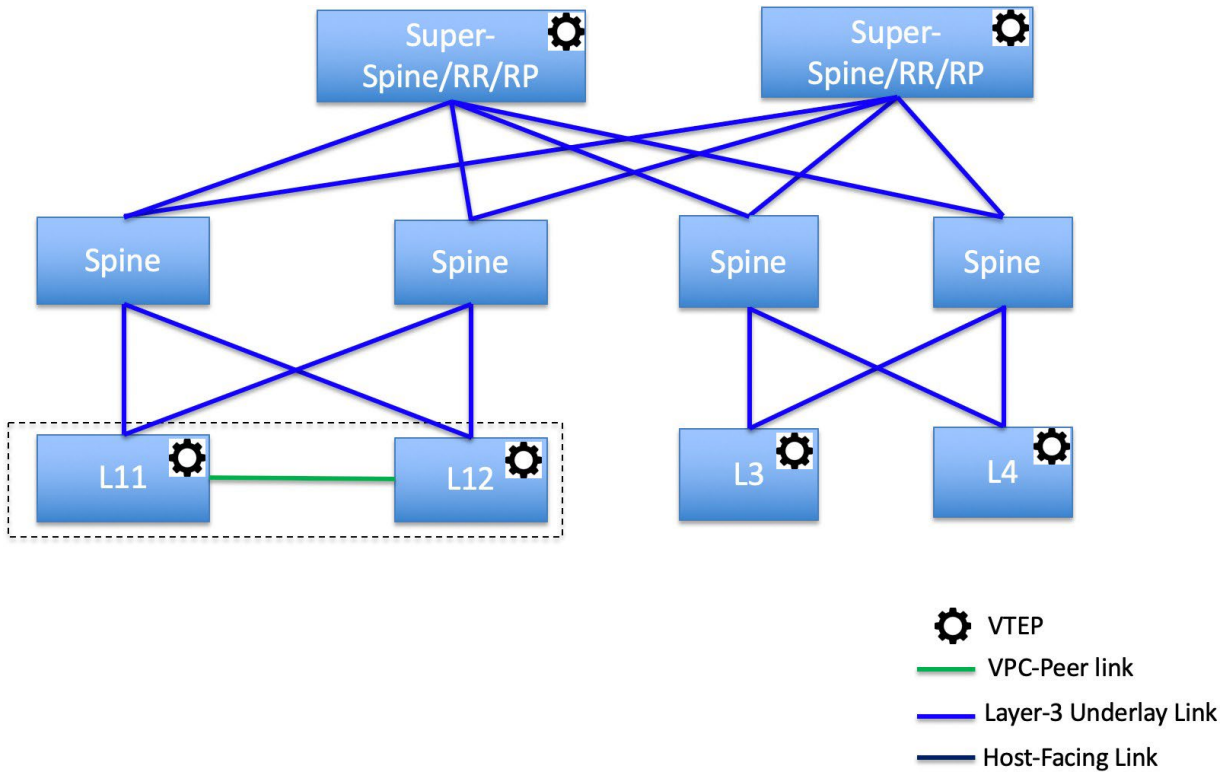 Super-
Spine/RR/RP
Super-
Spine/RR/RP
Spine
Spine
Spine
Spine
L11
L12
L3
L4
VTEP
VPC-Peer link
Layer-3 Underlay Link
Host-Facing Link